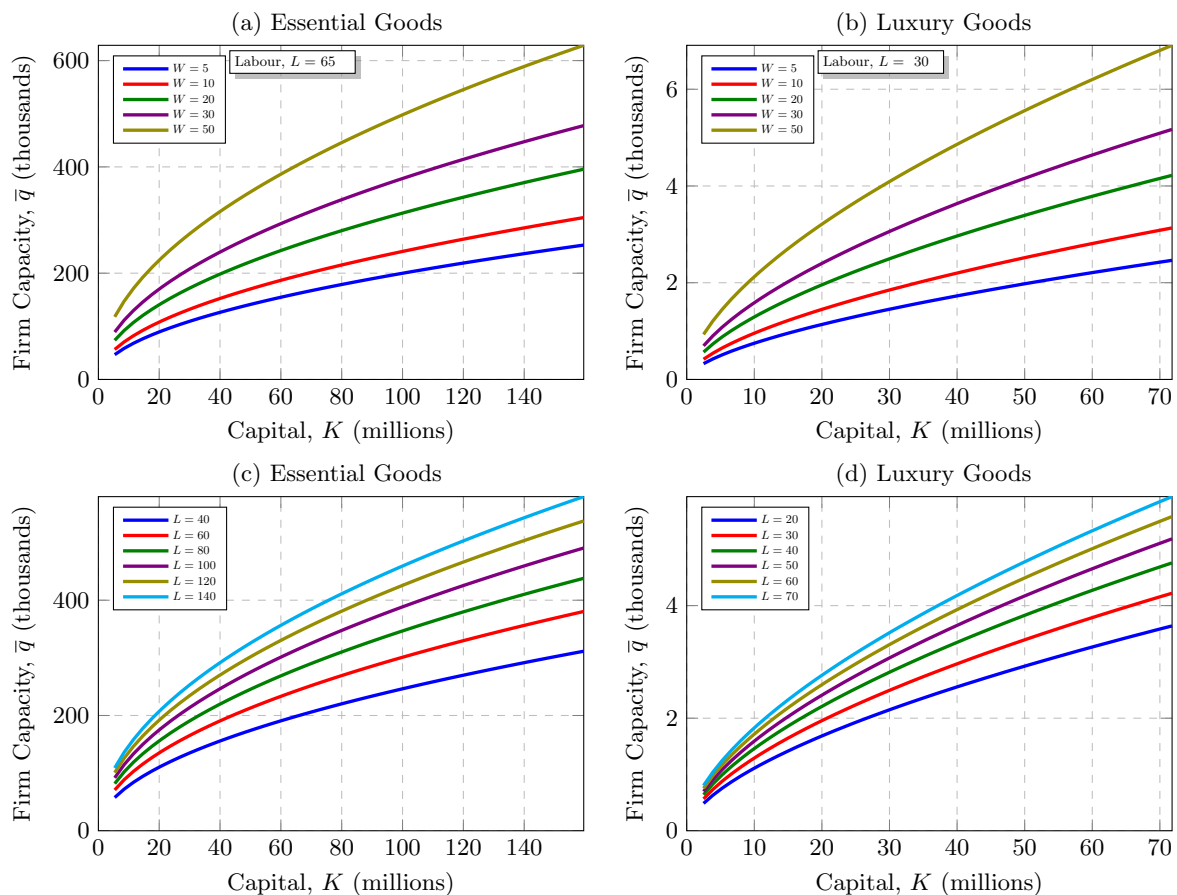 (a) Essential Goods
Firm Capacity, q̅ (thousands)
600
400
200
0
W = 5
W = 10
W = 20
W = 30
W = 50
Labour, L = 65
0 20 40 60 80 100 120 140
Capital, K (millions)
(b) Luxury Goods
Firm Capacity, q̅ (thousands)
6
4
2
0
W = 5
W = 10
W = 20
W = 30
W = 50
Labour, L = 30
0 10 20 30 40 50 60 70
Capital, K (millions)
(c) Essential Goods
Firm Capacity, q̅ (thousands)
400
200
0
L = 40
L = 60
L = 80
L = 100
L = 120
L = 140
0 20 40 60 80 100 120 140
Capital, K (millions)
(d) Luxury Goods
Firm Capacity, q̅ (thousands)
4
2
0
L = 20
L = 30
L = 40
L = 50
L = 60
L = 70
0 10 20 30 40 50 60 70
Capital, K (millions)